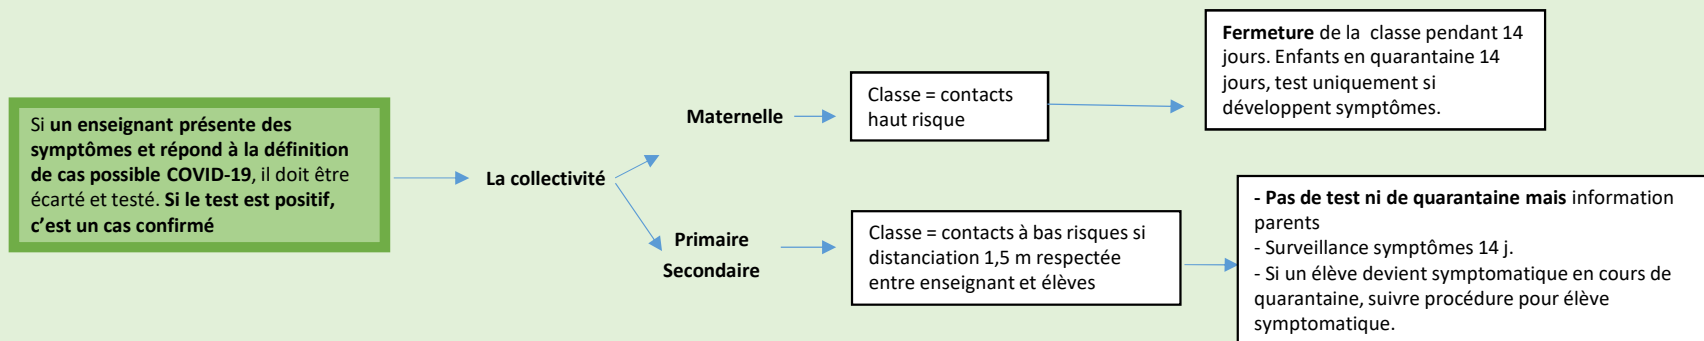 Si un enseignant présente des
symptômes et répond à la définition
de cas possible COVID-19, il doit être
écarté et testé. Si le test est positif,
c’est un cas confirmé
La collectivité
Maternelle
Classe = contacts
haut risque
Fermeture de la classe pendant 14
jours. Enfants en quarantaine 14
jours, test uniquement si
développent symptômes.
Primaire
Secondaire
Classe = contacts à bas risques si
distanciation 1,5 m respectée
entre enseignant et élèves
- Pas de test ni de quarantaine mais information
parents
- Surveillance symptômes 14 j.
- Si un élève devient symptomatique en cours de
quarantaine, suivre procédure pour élève
symptomatique.